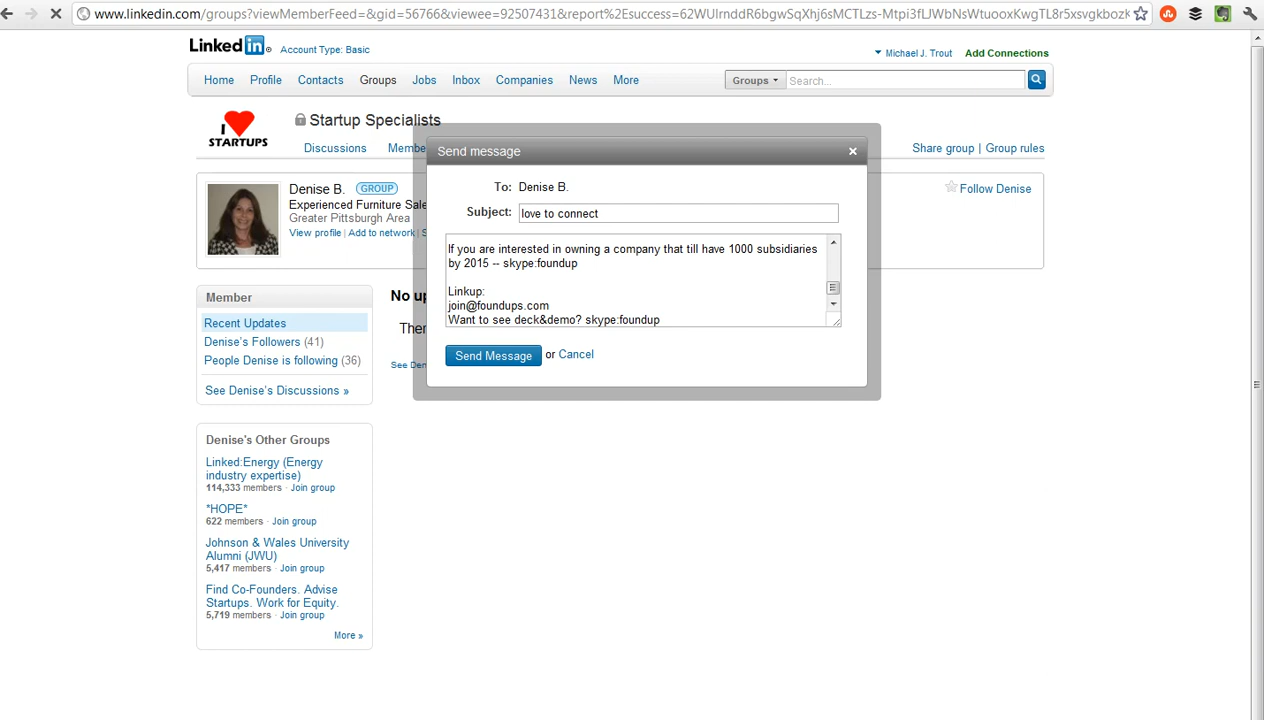 www.linkedin.com/groups?viewMemberFeed=&gid=56766&viewee=92507431&report%2Esuccess=
Linked in Account Type: Basic
Michael J. Trout Add Connections
Home Profile Contacts Groups Jobs Inbox Companies News More
Groups Search...
I
STARTUPS
Startup Specialists
Discussions Membe
Share group | Group rules
Send message
×
Denise B. GROUP
Experienced Furniture Sale
Greater Pittsburgh Area
View profile | Add to network | S
Follow Denise
To: Denise B.
Subject: love to connect
If you are interested in owning a company that till have 1000 subsidiaries
by 2015 -- skype:foundup
Linkup:
join@foundups.com
Want to see deck&demo? skype:foundup
Send Message or Cancel
Member
Recent Updates
Denise's Followers (41)
People Denise is following (36)
See Denise's Discussions »
No up
Ther
See Den
Denise's Other Groups
Linked:Energy (Energy
industry expertise)
114,333 members · Join group
*HOPE*
622 members · Join group
Johnson & Wales University
Alumni (JWU)
5,417 members · Join group
Find Co-Founders. Advise
Startups. Work for Equity.
5,719 members · Join group
More »